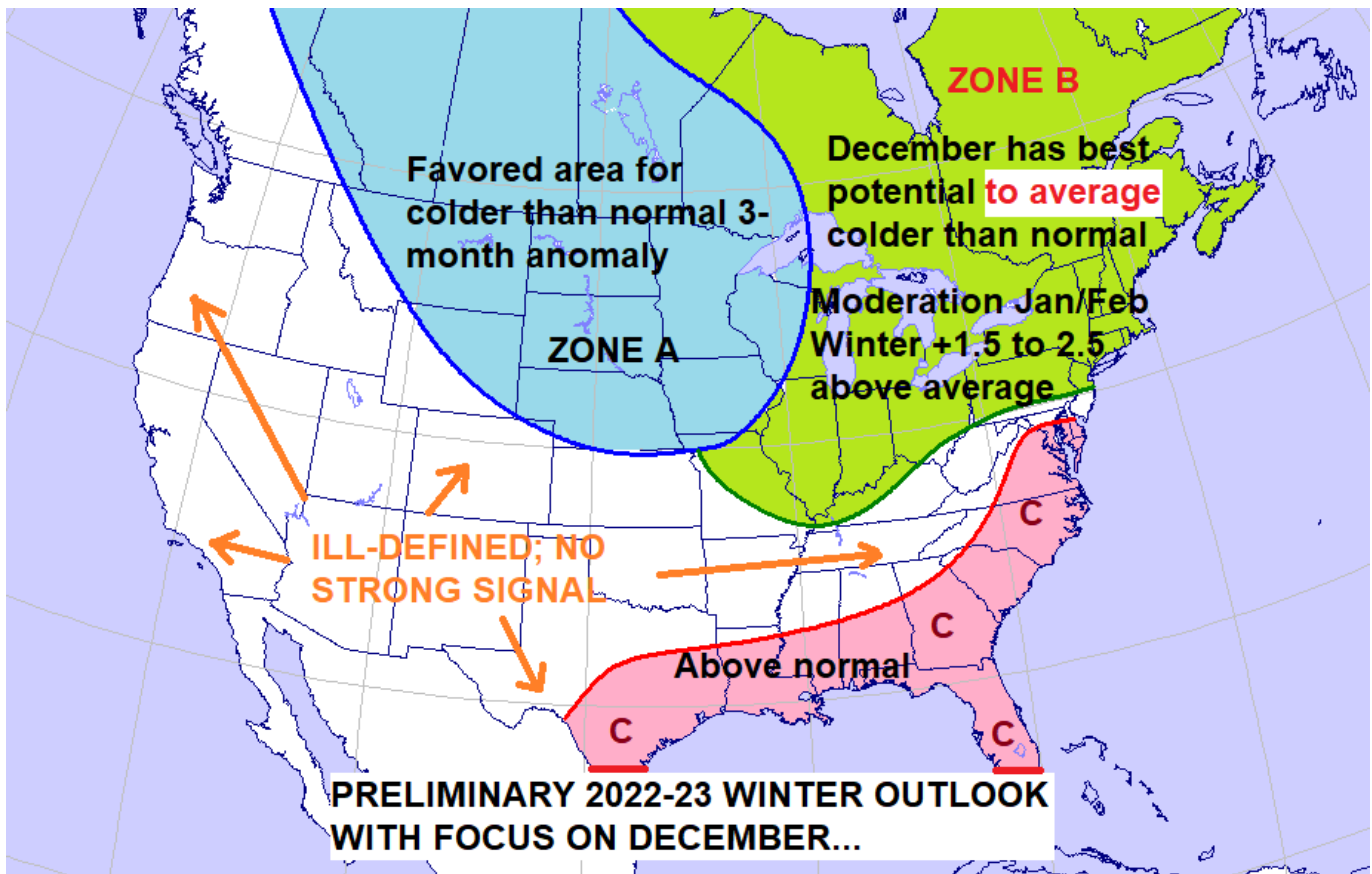 ZONE B
December has best
potential to average
colder than normal
Favored area for
colder than normal 3-
month anomaly
Moderation Jan/Feb
Winter +1.5 to 2.5
above average
ZONE A
ILL-DEFINED; NO
STRONG SIGNAL
C
C
Above normal
C
C
PRELIMINARY 2022-23 WINTER OUTLOOK
WITH FOCUS ON DECEMBER...